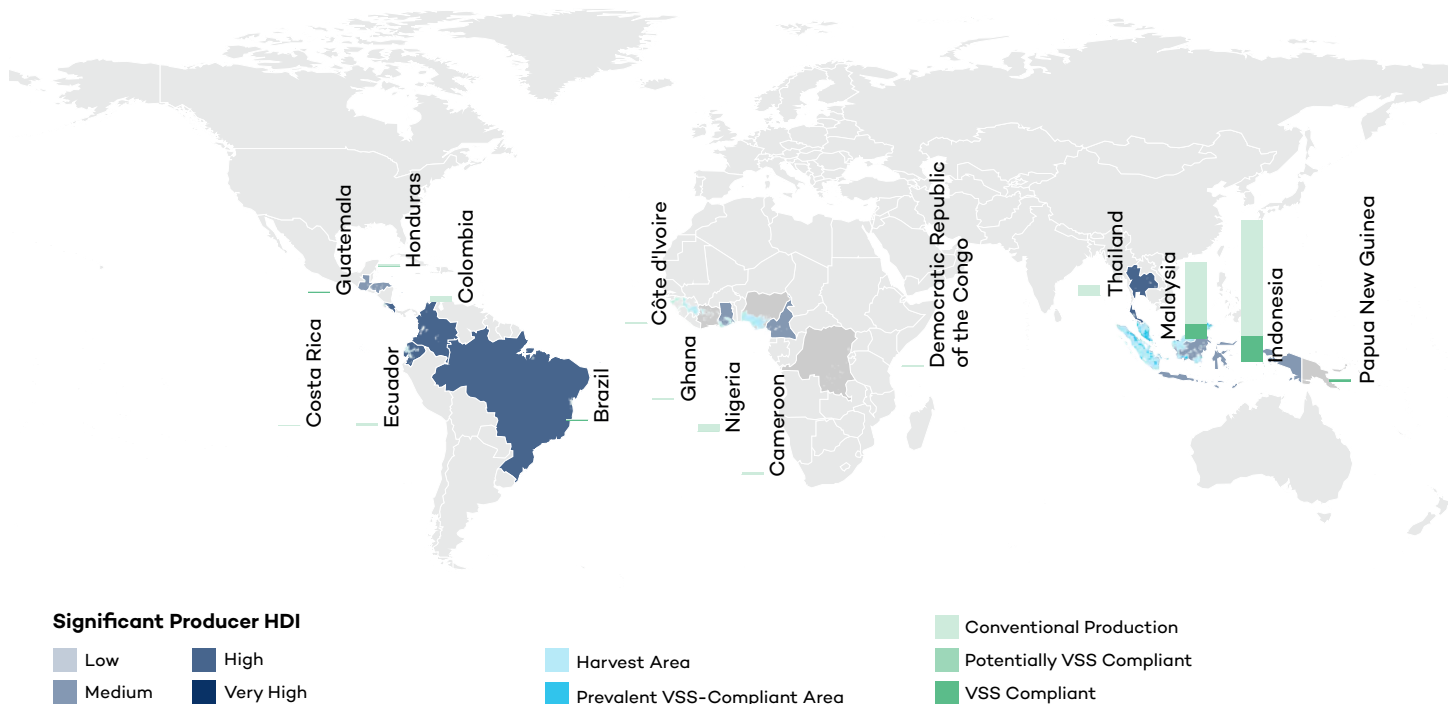 Guatemala
Honduras
Colombia
Costa Rica
Ecuador
Brazil
Côte d'Ivoire
Ghana
Nigeria
Cameroon
Democratic Republic
of the Congo
Thailand
Malaysia
Indonesia
Papua New Guinea
Significant Producer HDI
Low
Medium
High
Very High
Harvest Area
Prevalent VSS-Compliant Area
Conventional Production
Potentially VSS Compliant
VSS Compliant